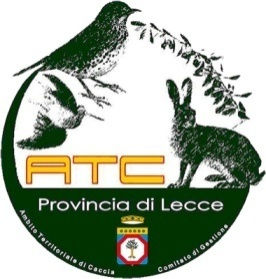 ATC
Provincia di Lecce
Ambito Territoriale di Caccia
Comitato di Gestione